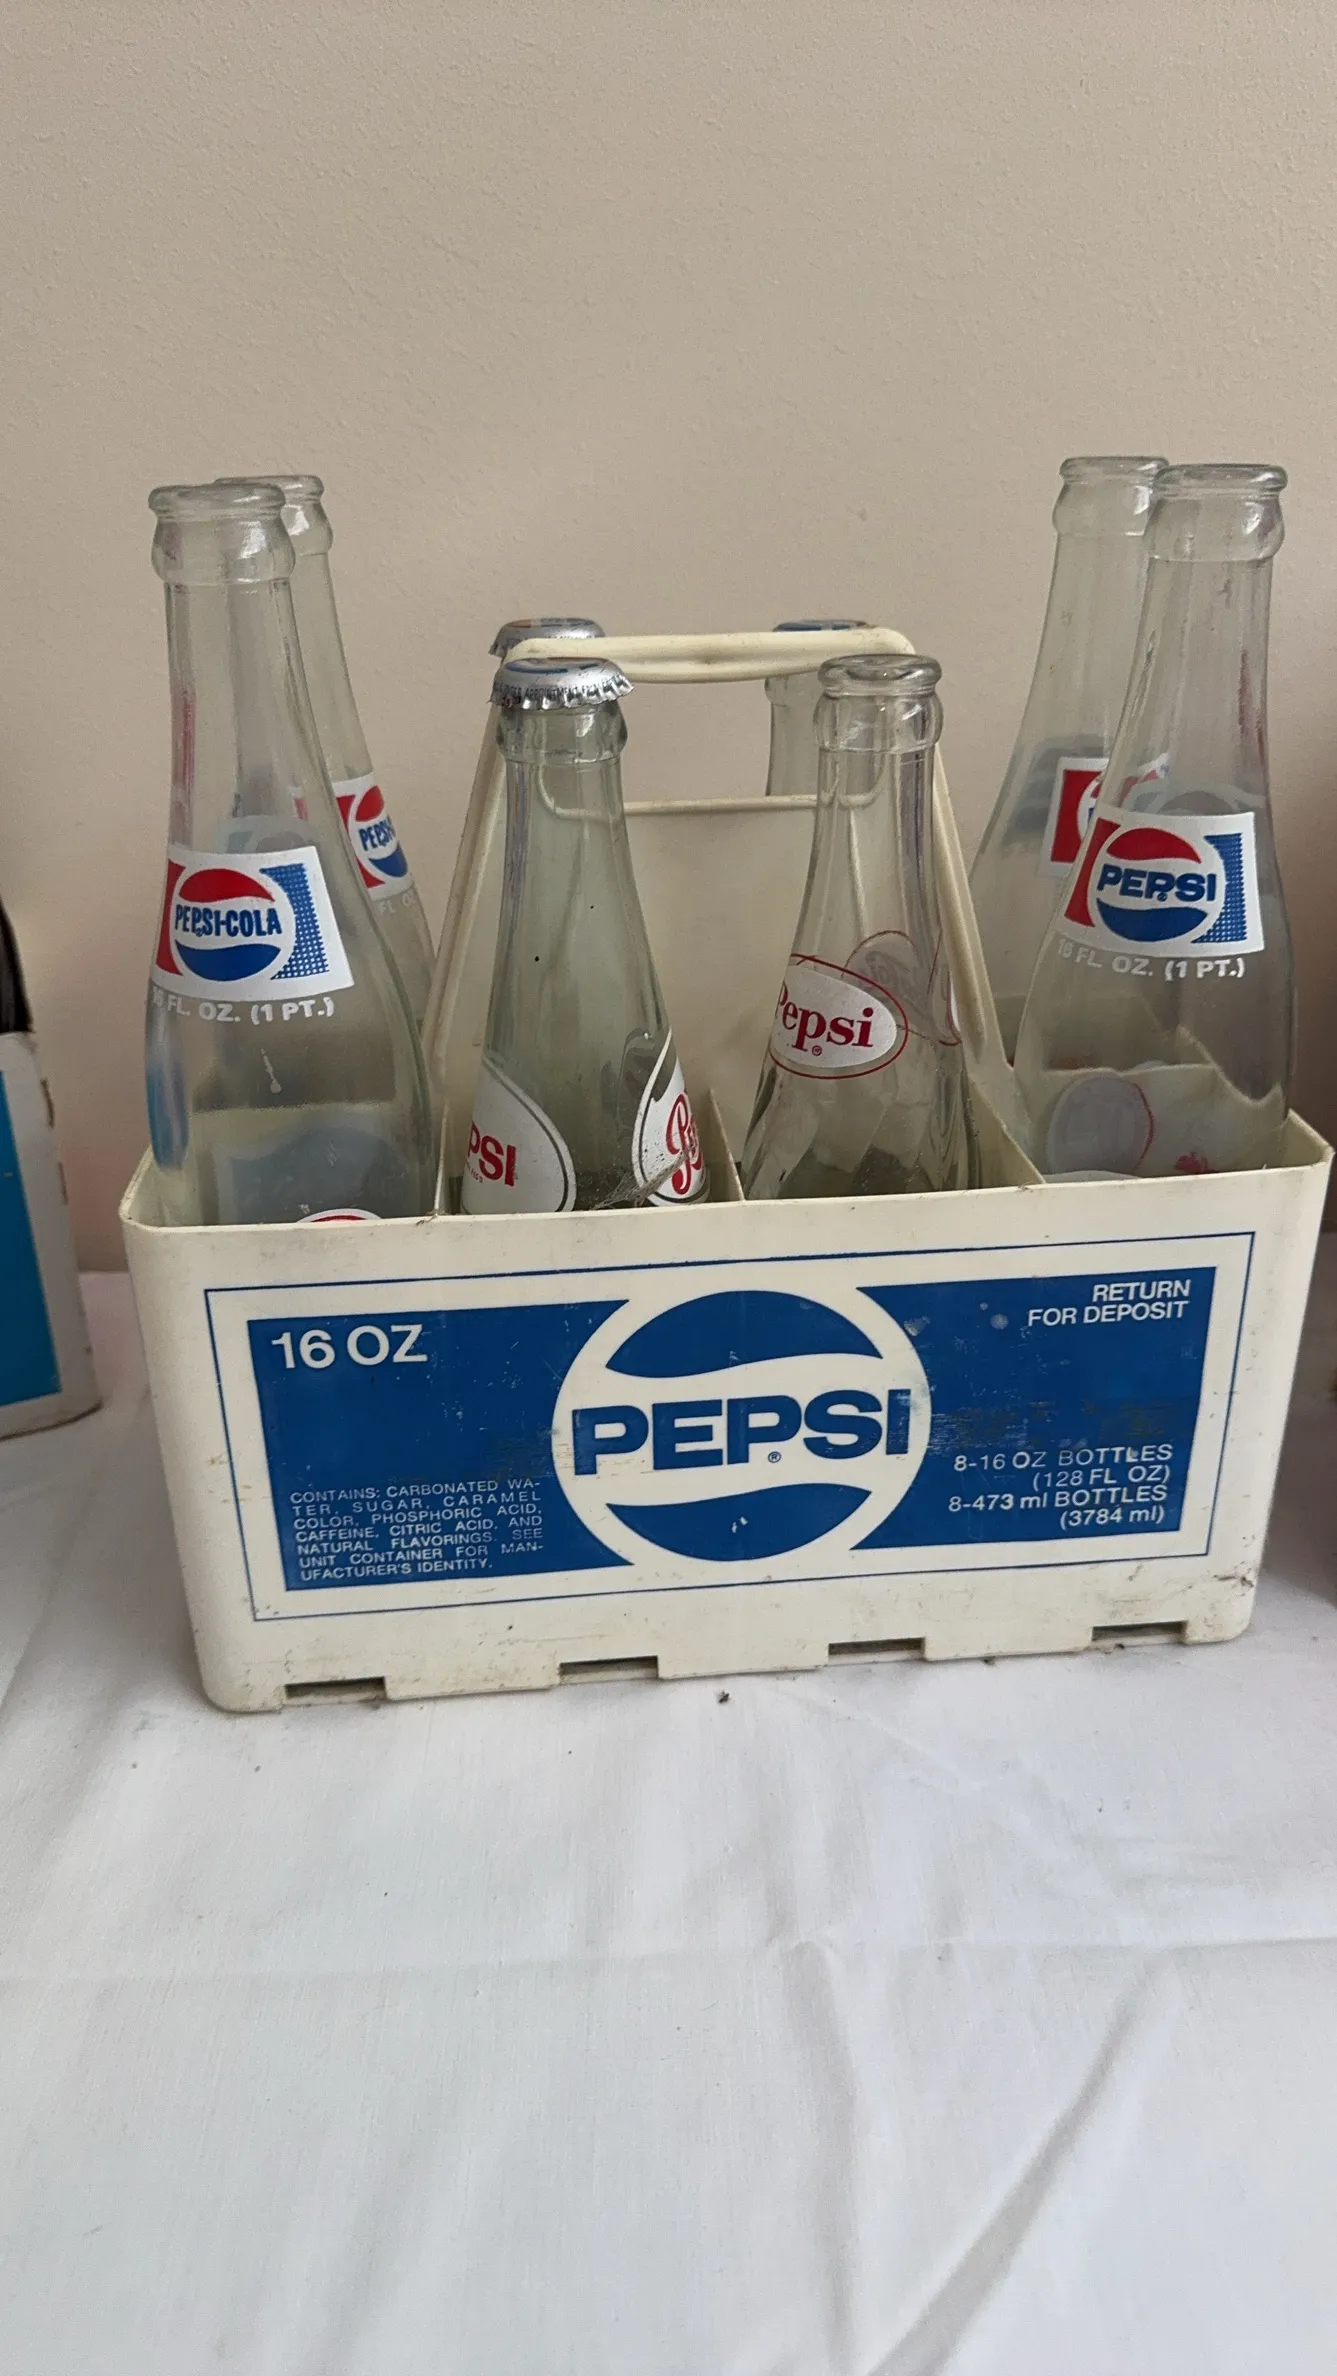 PEPSI-COLA
16 FL. OZ. (1 PT.)
PEPSI
Pepsi
PEPSI
16 FL. OZ. (1 PT.)
16 OZ
CONTAINS: CARBONATED WA-
TER, SUGAR, CARAMEL
COLOR, PHOSPHORIC ACID,
CAFFEINE, CITRIC ACID, AND
NATURAL FLAVORINGS. SEE
UNIT CONTAINER FOR MAN-
UFACTURER'S IDENTITY.
PEPSI®
RETURN
FOR DEPOSIT
8-16 OZ BOTTLES
(128 FL OZ)
8-473 ml BOTTLES
(3784 ml)